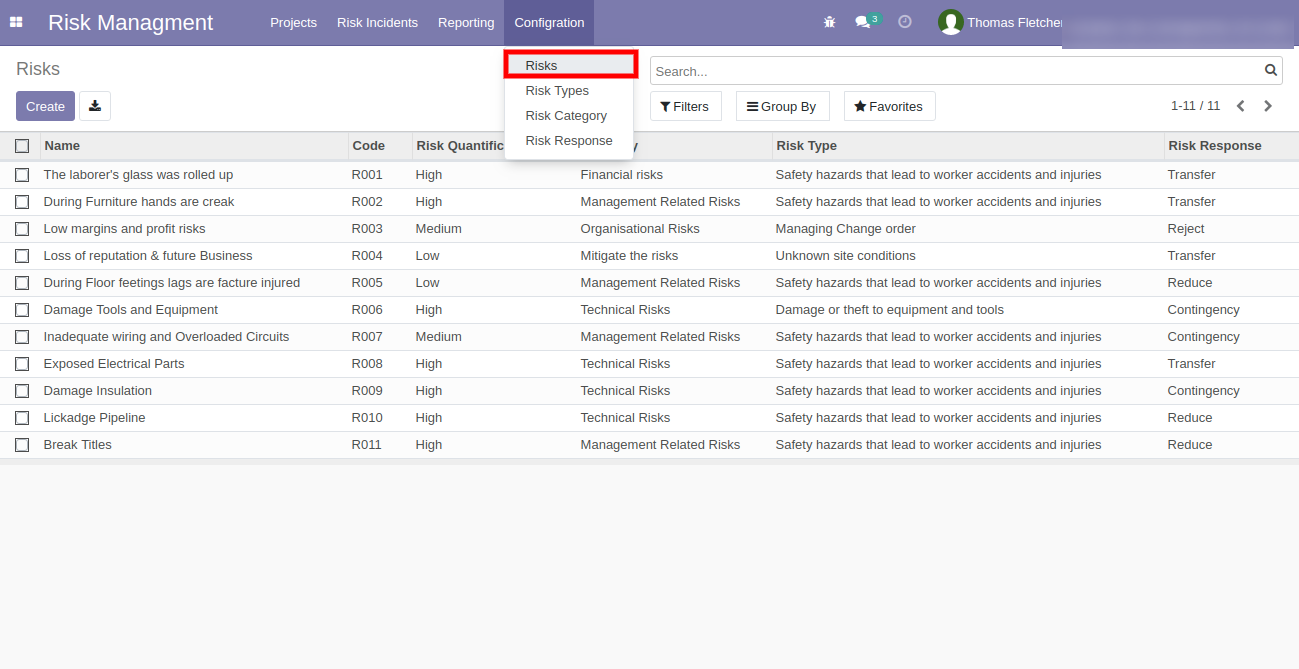 Risk Managment Projects Risk Incidents Reporting Configration 3 Thomas Fletcher
Risks
Risks
Risk Types
Risk Category
Risk Response
Search...
Create
Filters Group By Favorites 1-11 / 11
Name Code Risk Quantific Risk Type Risk Response
The laborer's glass was rolled up R001 High Financial risks Safety hazards that lead to worker accidents and injuries Transfer
During Furniture hands are creak R002 High Management Related Risks Safety hazards that lead to worker accidents and injuries Transfer
Low margins and profit risks R003 Medium Organisational Risks Managing Change order Reject
Loss of reputation & future Business R004 Low Mitigate the risks Unknown site conditions Transfer
During Floor feetings lags are facture injured R005 Low Management Related Risks Safety hazards that lead to worker accidents and injuries Reduce
Damage Tools and Equipment R006 High Technical Risks Damage or theft to equipment and tools Contingency
Inadequate wiring and Overloaded Circuits R007 Medium Management Related Risks Safety hazards that lead to worker accidents and injuries Contingency
Exposed Electrical Parts R008 High Technical Risks Safety hazards that lead to worker accidents and injuries Transfer
Damage Insulation R009 High Technical Risks Safety hazards that lead to worker accidents and injuries Contingency
Lickadge Pipeline R010 High Technical Risks Safety hazards that lead to worker accidents and injuries Reduce
Break Titles R011 High Management Related Risks Safety hazards that lead to worker accidents and injuries Reduce